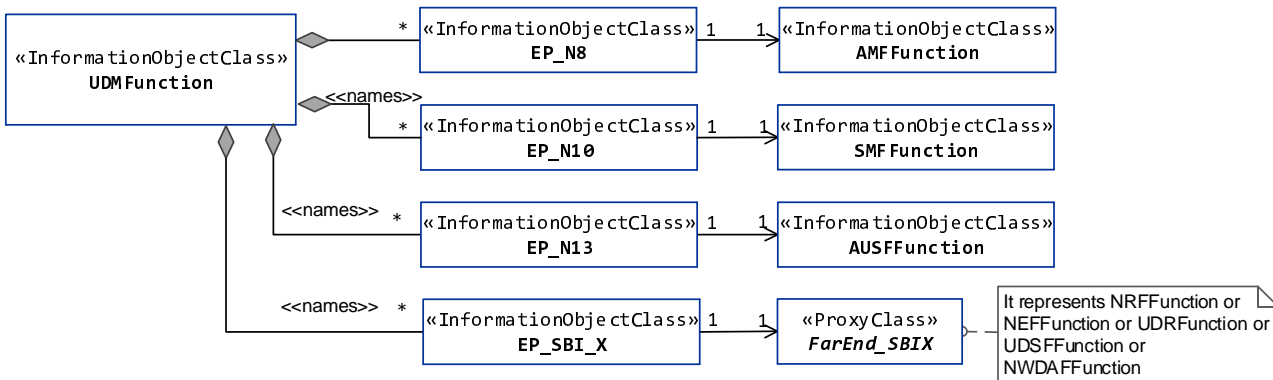 «InformationObjectClass»
UDMFunction
*
«InformationObjectClass»
EP_N8
1
1
«InformationObjectClass»
AMFFunction
<<names>>
*
«InformationObjectClass»
EP_N10
1
1
«InformationObjectClass»
SMFFunction
<<names>>
*
«InformationObjectClass»
EP_N13
1
1
«InformationObjectClass»
AUSFFunction
<<names>>
*
«InformationObjectClass»
EP_SBI_X
1
1
«ProxyClass»
FarEnd_SBIX
It represents NRFFunction or
NEFFunction or UDRFunction or
UDSFFunction or
NWDAFFunction